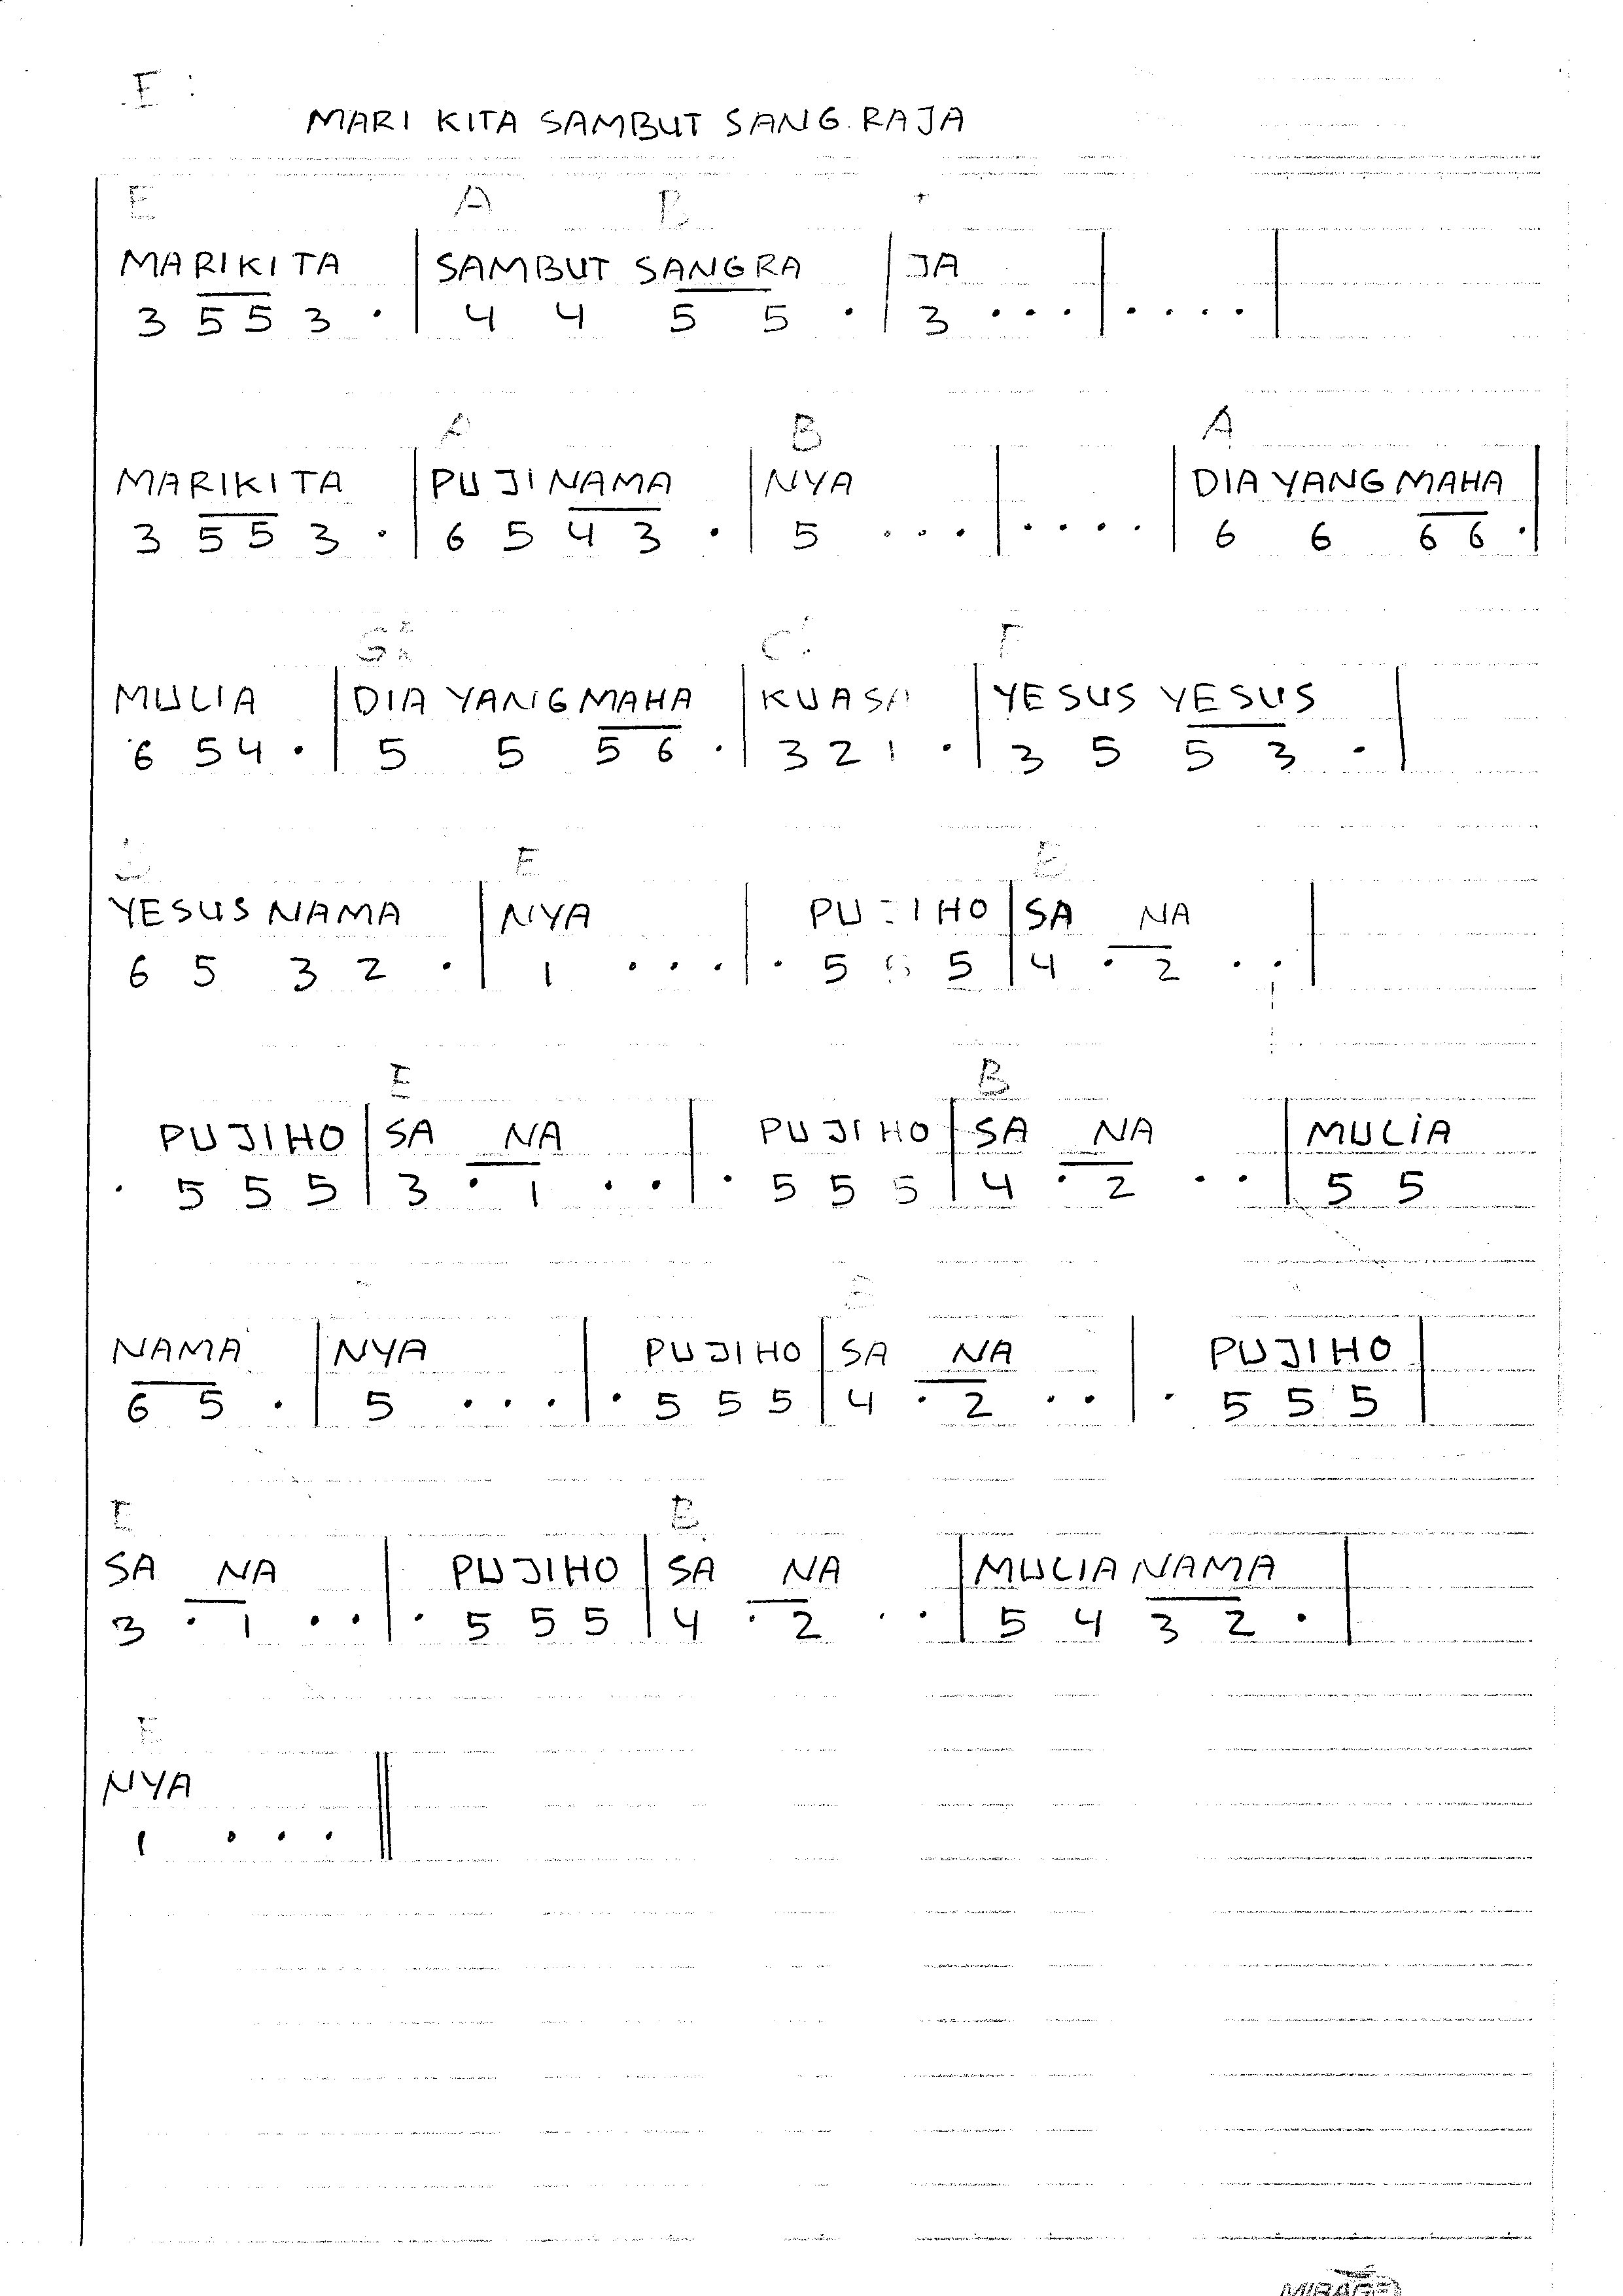 E :
MARI KITA SAMBUT SANG RAJA
E A B
MARIKITA | SAMBUT SANGRA | JA | |
3 5 5 3 . | 4 4 5 5 . | 3 . . . | . . . . |
A B A
MARIKITA | PUJI NAMA | NYA | | DIA YANG MAHA |
3 5 5 3 . | 6 5 4 3 . | 5 . . . | . . . . | 6 6 6 6 . |
MULIA | DIA YANG MAHA | KUASA | YESUS YESUS |
6 5 4 . | 5 5 5 6 . | 3 2 1 . | 3 5 5 3 . |
E E
YESUS NAMA | NYA | PUJIHO | SA NA |
6 5 3 2 . | 1 . . . | . 5 5 5 | 4 . 2 . . |
E B
PUJIHO | SA NA | PUJIHO | SA NA | MULIA
. 5 5 5 | 3 . 1 . . | . 5 5 5 | 4 . 2 . . | 5 5
NAMA | NYA | PUJIHO | SA NA | PUJIHO |
6 5 . | 5 . . . | . 5 5 5 | 4 . 2 . . | . 5 5 5 |
E B
SA NA | PUJIHO | SA NA | MULIA NAMA |
3 . 1 . . | . 5 5 5 | 4 . 2 . . | 5 4 3 2 . |
E
NYA
1 . . . ||
MIRAGE